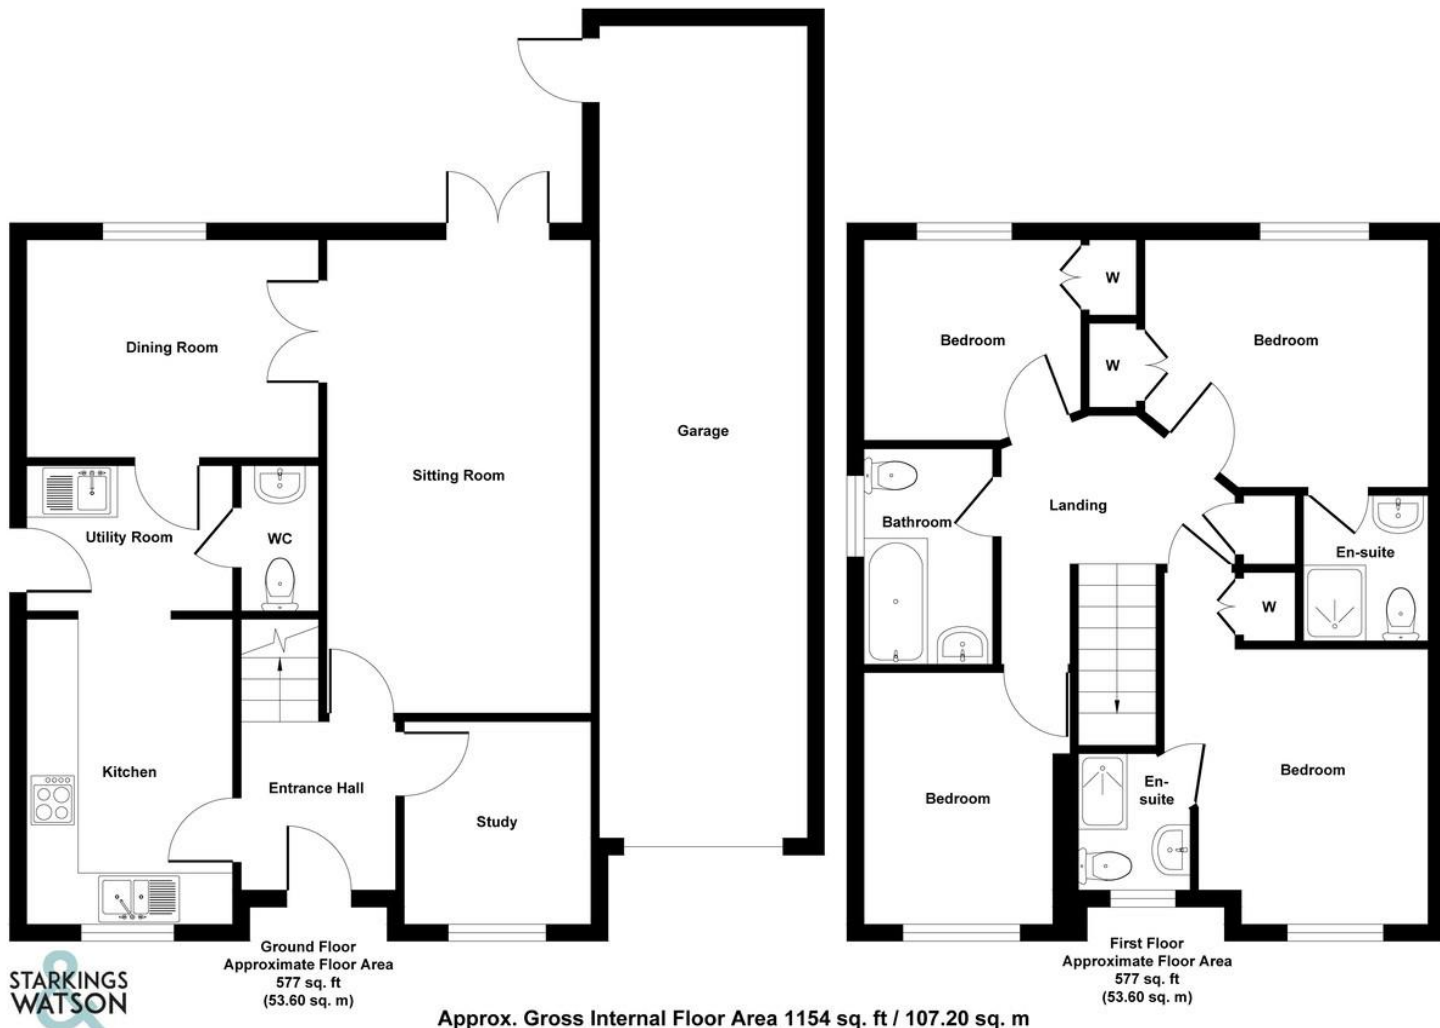 Dining Room
Sitting Room
Garage
Utility Room
WC
Kitchen
Entrance Hall
Study
Ground Floor
Approximate Floor Area
577 sq. ft
(53.60 sq. m)
Bedroom
W
W
Bedroom
Bathroom
Landing
En-suite
W
Bedroom
En-
suite
Bedroom
First Floor
Approximate Floor Area
577 sq. ft
(53.60 sq. m)
STARKINGS
&
WATSON
Approx. Gross Internal Floor Area 1154 sq. ft / 107.20 sq. m